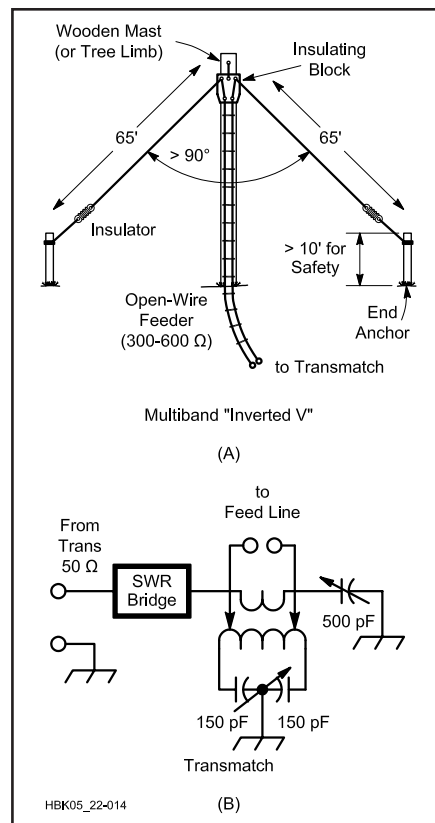 Wooden Mast
(or Tree Limb)
Insulating
Block
65'
65'
> 90°
Insulator
> 10' for
Safety
Open-Wire
Feeder
(300-600 Ω)
End
Anchor
to Transmatch
Multiband "Inverted V"
(A)
to
Feed Line
From
Trans
50 Ω
SWR
Bridge
500 pF
150 pF
150 pF
Transmatch
HBK05_22-014
(B)